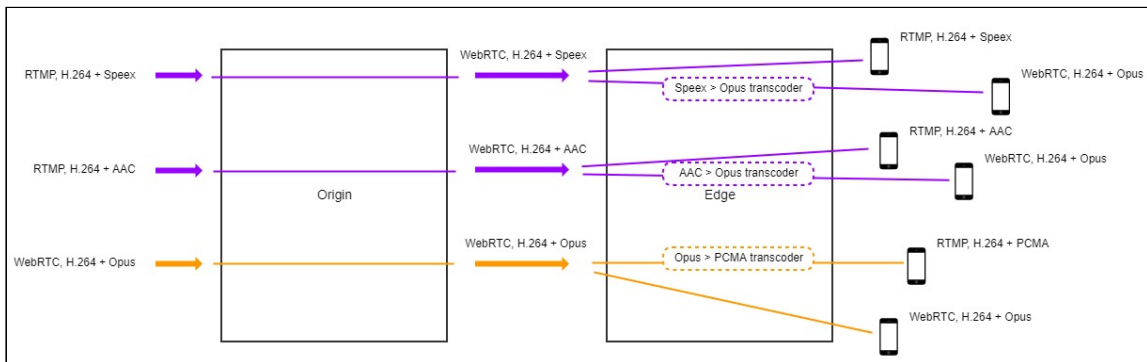 RTMP, H.264 + Speex
WebRTC, H.264 + Speex
RTMP, H.264 + Speex
Speex > Opus transcoder
WebRTC, H.264 + Opus
RTMP, H.264 + AAC
WebRTC, H.264 + AAC
RTMP, H.264 + AAC
AAC > Opus transcoder
WebRTC, H.264 + Opus
Origin
Edge
WebRTC, H.264 + Opus
WebRTC, H.264 + Opus
Opus > PCMA transcoder
RTMP, H.264 + PCMA
WebRTC, H.264 + Opus